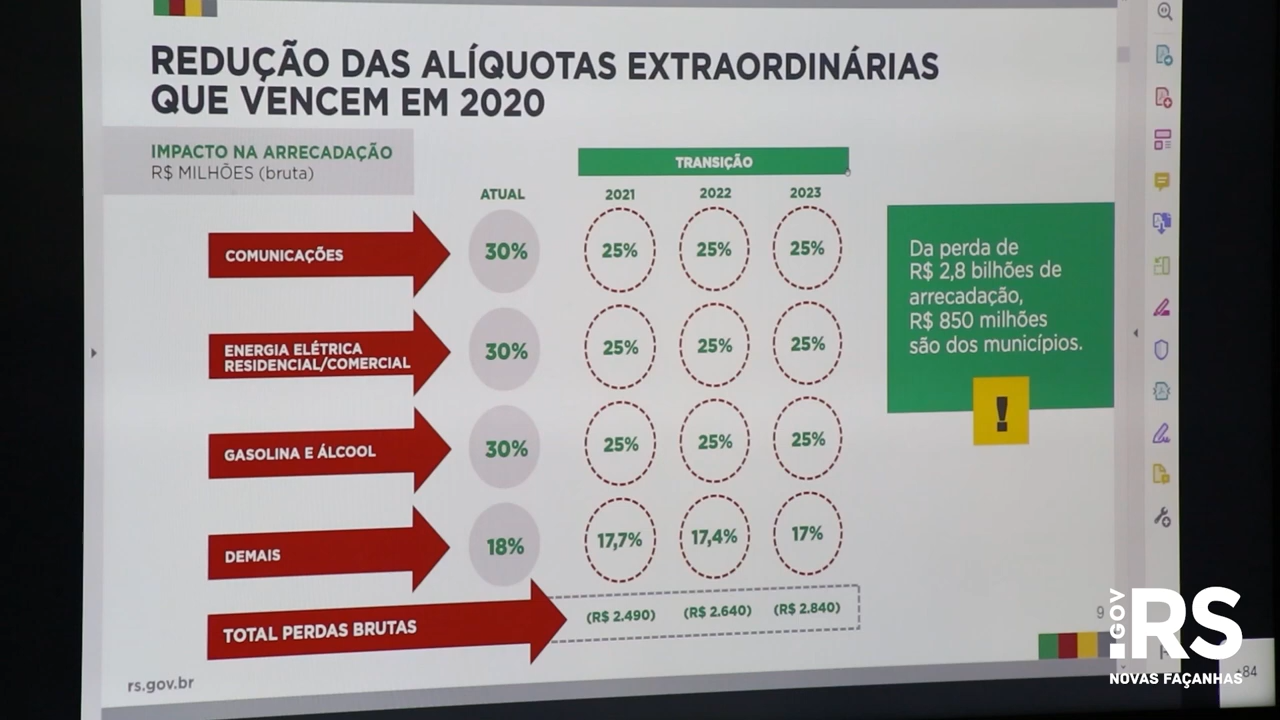 REDUÇÃO DAS ALÍQUOTAS EXTRAORDINÁRIAS
QUE VENCEM EM 2020
IMPACTO NA ARRECADAÇÃO
R$ MILHÕES (bruta)
TRANSIÇÃO
ATUAL 2021 2022 2023
COMUNICAÇÕES 30% 25% 25% 25%
ENERGIA ELÉTRICA
RESIDENCIAL/COMERCIAL 30% 25% 25% 25%
GASOLINA E ÁLCOOL 30% 25% 25% 25%
DEMAIS 18% 17,7% 17,4% 17%
TOTAL PERDAS BRUTAS (R$ 2.490) (R$ 2.640) (R$ 2.840)
Da perda de
R$ 2,8 bilhões de
arrecadação,
R$ 850 milhões
são dos municípios.
!
9
rs.gov.br
.GOV
RS
NOVAS FAÇANHAS